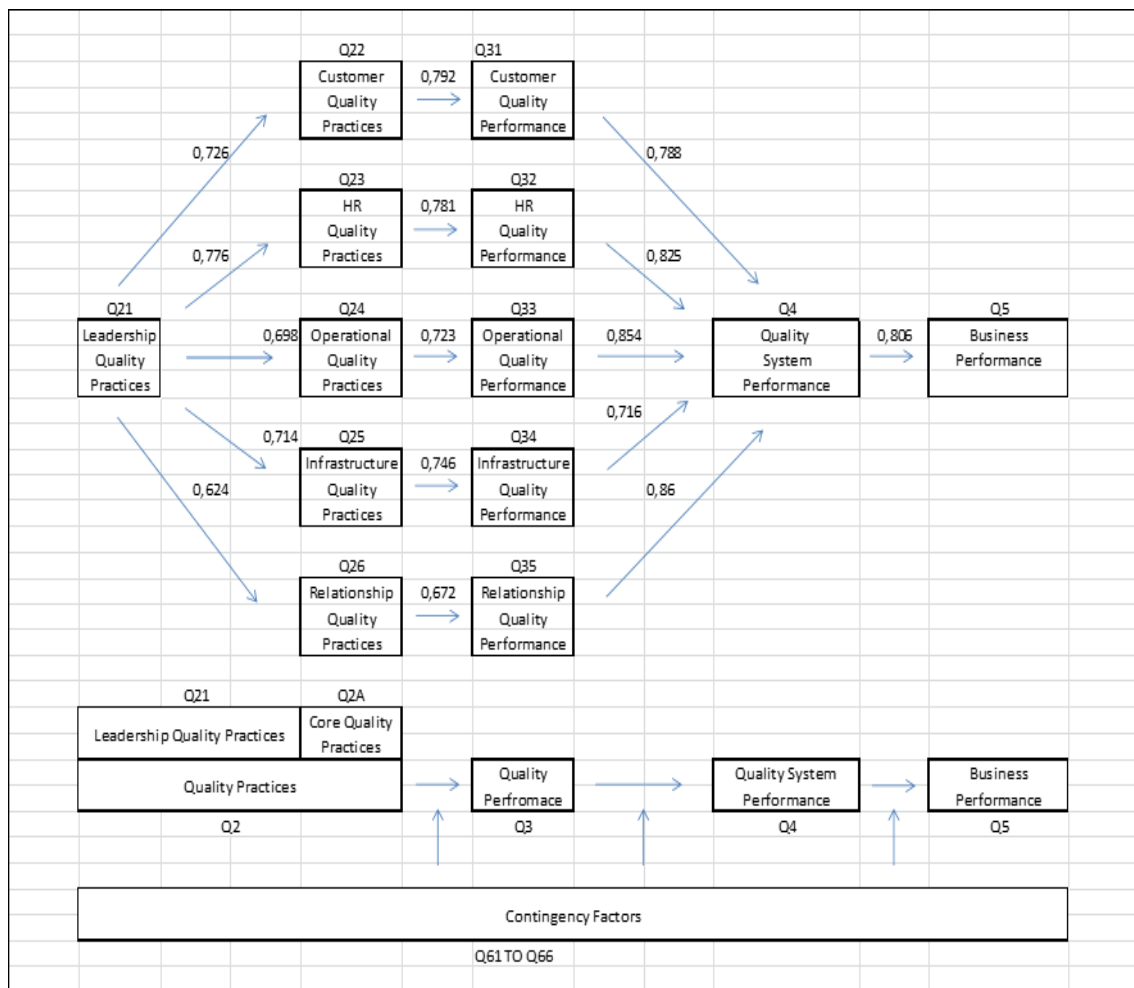 Q22 Q31
Customer 0,792 Customer
Quality Quality
Practices Performance
0,726 0,788
Q23 Q32
HR 0,781 HR
Quality Quality
Practices Performance
0,776 0,825
Q21 Q24 Q33 Q4 Q5
Leadership 0,698 Operational 0,723 Operational 0,854 Quality 0,806 Business
Quality Quality Quality System Performance
Practices Practices Performance Performance
0,716
0,714 Q25 Q34
Infrastructure 0,746 Infrastructure
0,624 Quality Quality 0,86
Practices Performance
Q26 Q35
Relationship 0,672 Relationship
Quality Quality
Practices Performance
Q21 Q2A
Leadership Quality Practices Core Quality
Practices
Quality Practices Quality Quality System Business
Perfromace Performance Performance
Q2 Q3 Q4 Q5
Contingency Factors
Q61 TO Q66